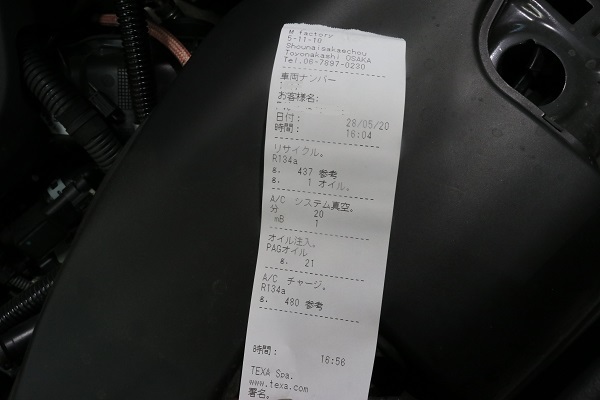 M factory
5-11-10
Shounaisakaechou
Toyonakashi OSAKA
Tel.06-7897-0230
車両ナンバー
お客様名:
日付: 28/05/20
時間: 16:04
リサイクル。
R134a
g. 437 参考
g. 1 オイル。
A/C システム真空。
分 20
mB 1
オイル注入。
PAGオイル
g. 21
A/C チャージ。
R134a
g. 480 参考
時間: 16:56
TEXA Spa.
www.texa.com
署名。